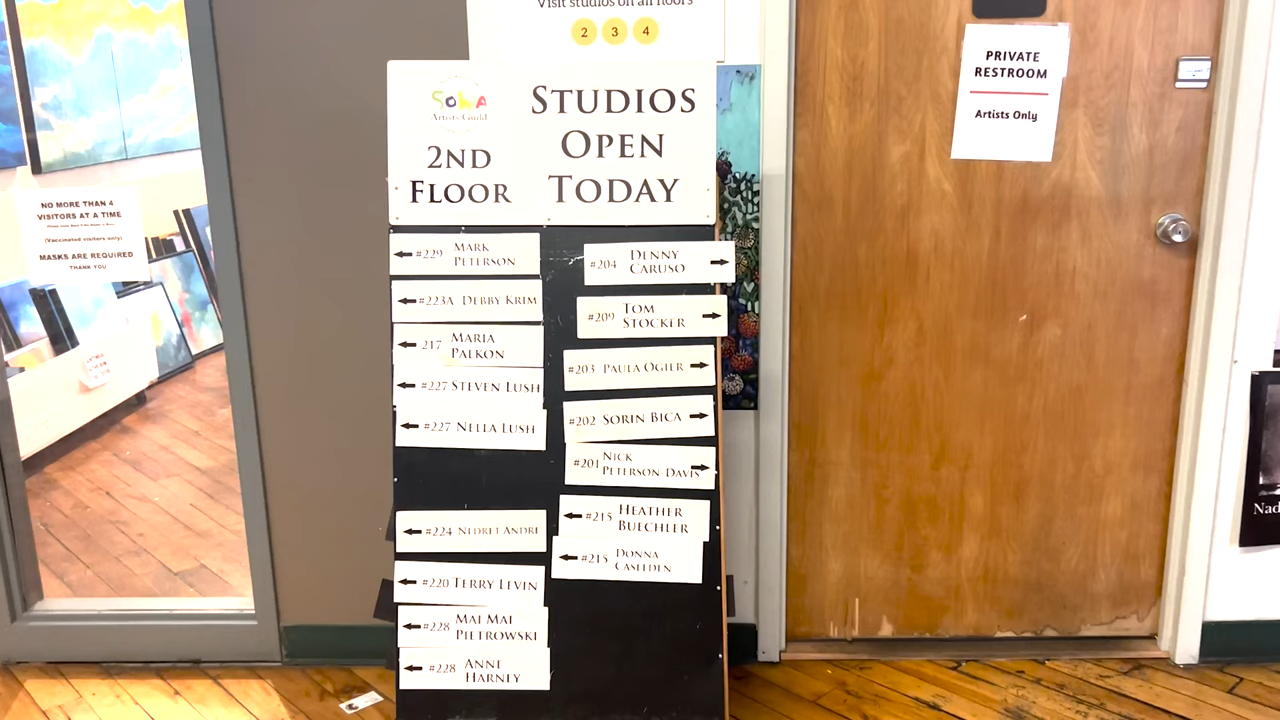 Visit studios on all floors
2 3 4
SoWA
Artists Guild
2ND
FLOOR
STUDIOS
OPEN
TODAY
#229 MARK
PETERSON
#223A DEBBY KRIM
217 MARIA
PALKON
#227 STEVEN LUSH
#227 NELLA LUSH
#224 NEDRET ANDRE
#220 TERRY LEVIN
#228 MAI MAI
PIETROWSKI
#228 ANNE
HARNEY
#204 DENNY
CARUSO
#209 TOM
STOCKER
#203 PAULA OGIER
#202 SORIN BICA
#201 NICK
PETERSON-DAVIS
#215 HEATHER
BUECHLER
#215 DONNA
CASEDEN
NO MORE THAN 4
VISITORS AT A TIME
(Vaccinated visitors only)
MASKS ARE REQUIRED
THANK YOU
PRIVATE
RESTROOM
Artists Only
Nad